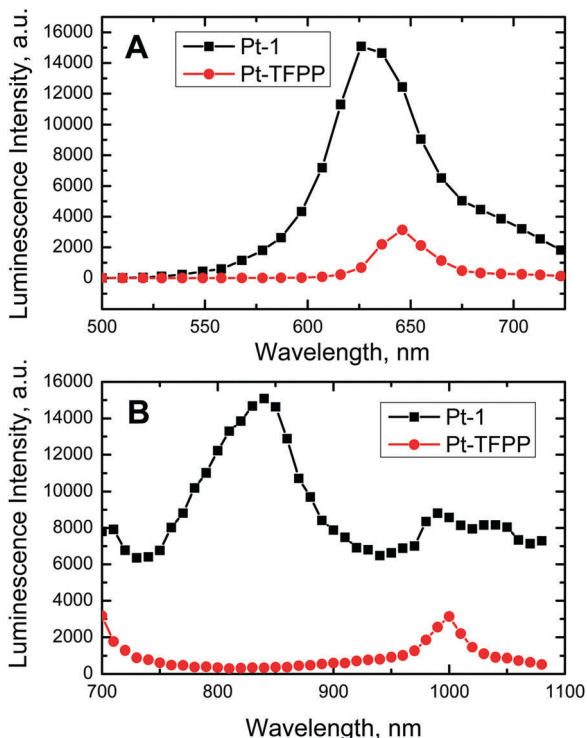 A
Pt-1
Pt-TFPP
Luminescence Intensity, a.u.
16000
14000
12000
10000
8000
6000
4000
2000
0
500 550 600 650 700
Wavelength, nm
B
Pt-1
Pt-TFPP
Luminescence Intensity, a.u.
16000
14000
12000
10000
8000
6000
4000
2000
0
700 800 900 1000 1100
Wavelength, nm